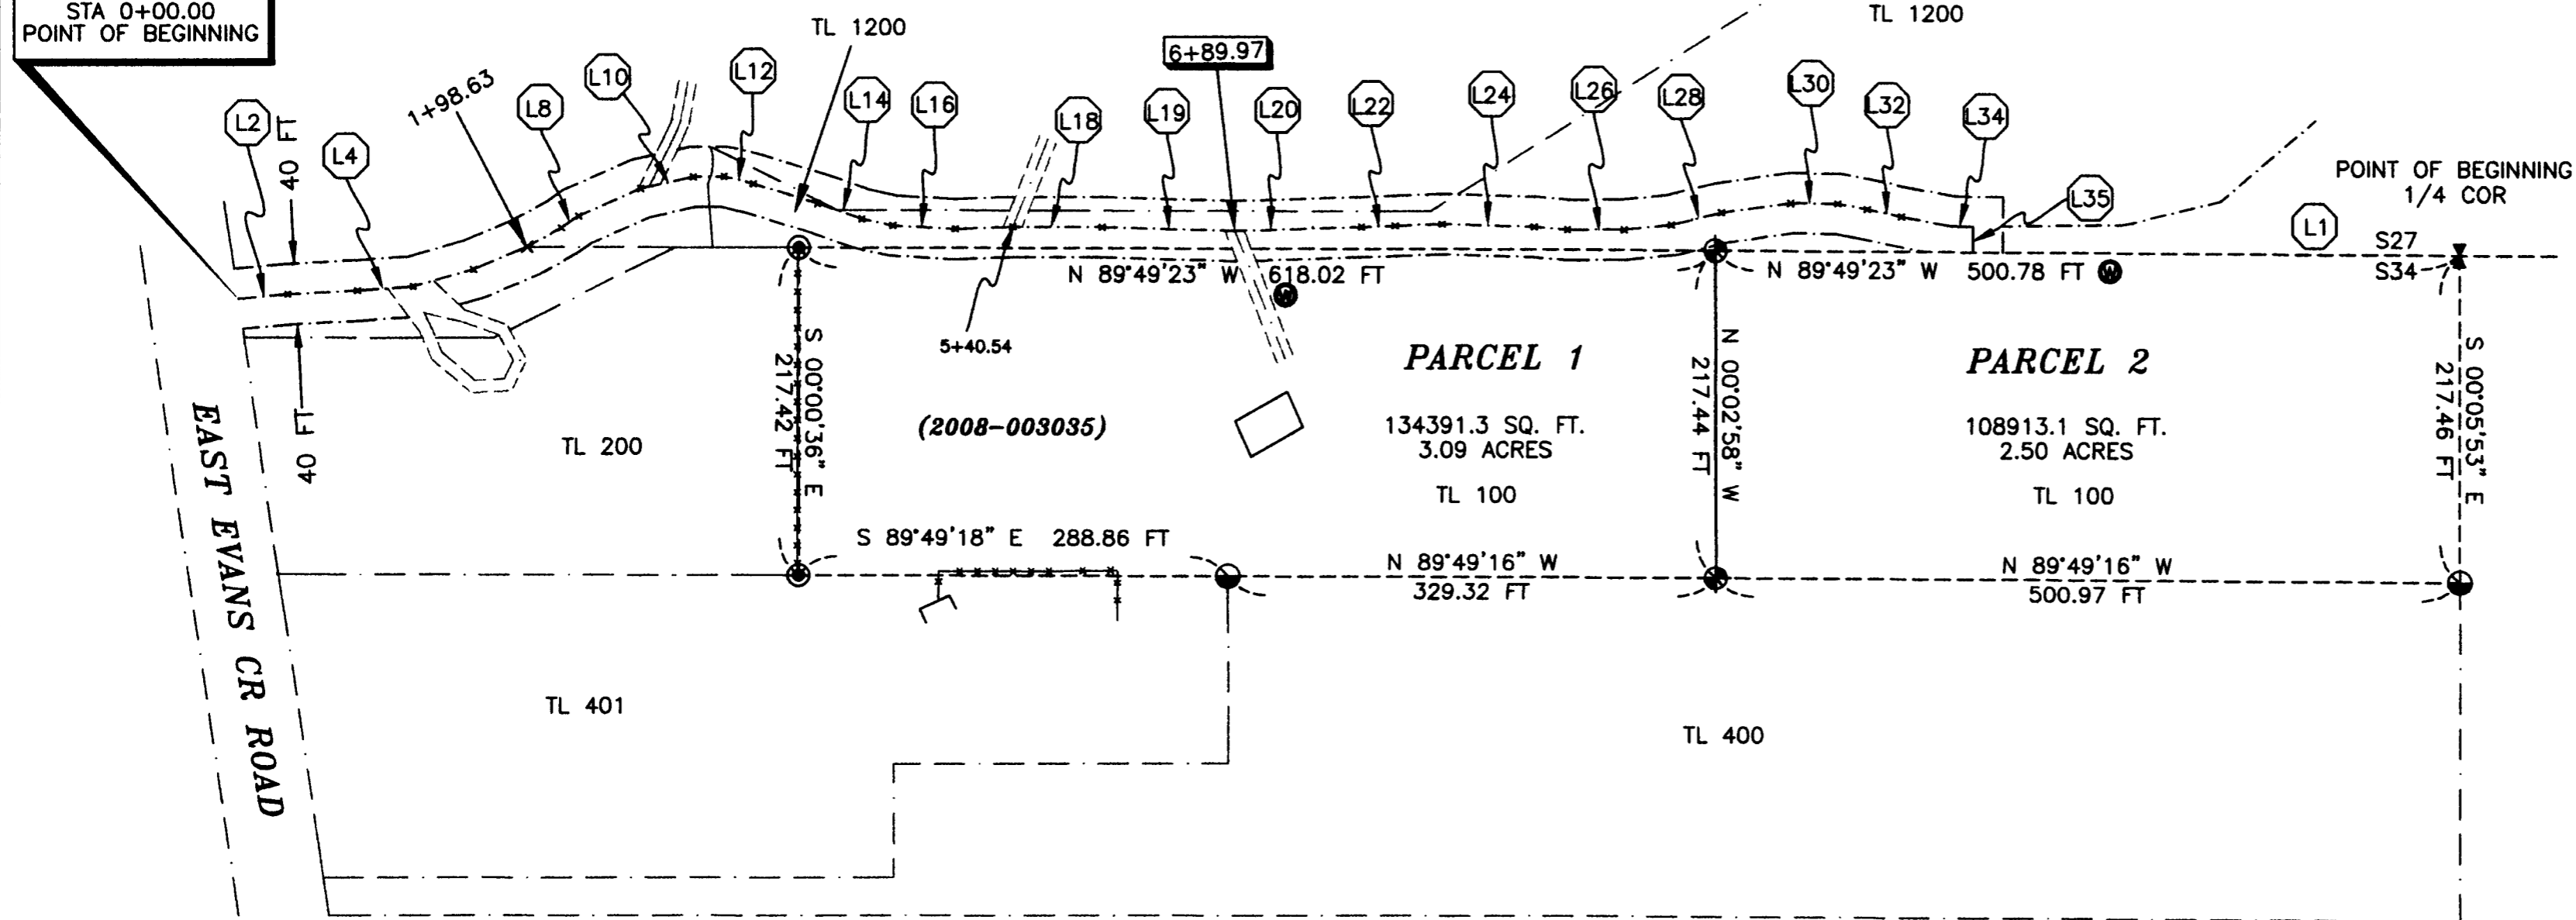 STA 0+00.00
POINT OF BEGINNING
TL 1200
TL 1200
6+89.97
1+98.63
L2
40 FT
L4
L8
L10
L12
L14
L16
L18
L19
L20
L22
L24
L26
L28
L30
L32
L34
L35
L1
POINT OF BEGINNING
1/4 COR
S27
S34
N 89°49'23" W 618.02 FT
W
N 89°49'23" W 500.78 FT
W
5+40.54
40 FT
S 00°00'36" E
217.42 FT
PARCEL 1
N 00°02'58" W
217.44 FT
PARCEL 2
S 00°05'53" E
217.46 FT
TL 200
(2008-003035)
134391.3 SQ. FT.
3.09 ACRES
TL 100
108913.1 SQ. FT.
2.50 ACRES
TL 100
S 89°49'18" E 288.86 FT
N 89°49'16" W
329.32 FT
N 89°49'16" W
500.97 FT
EAST EVANS CR ROAD
TL 401
TL 400